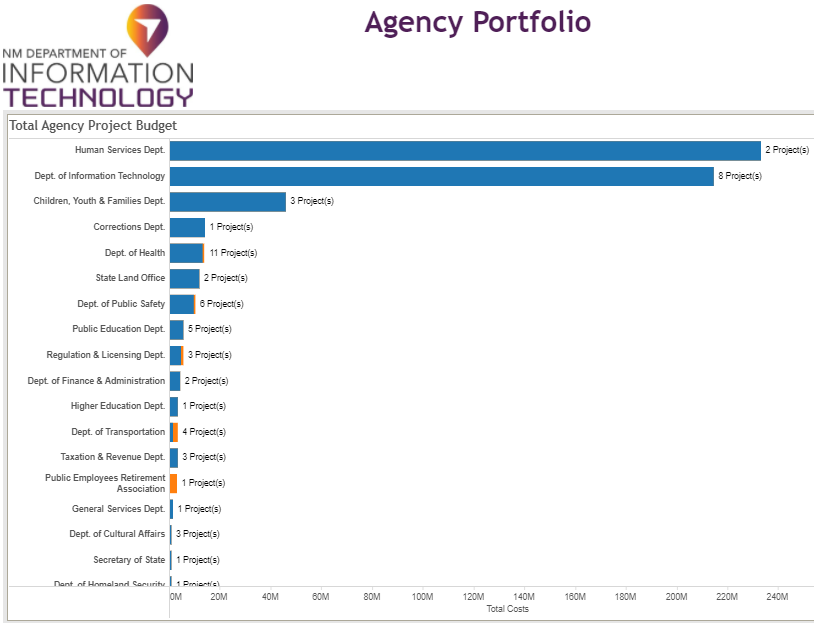 Agency Portfolio
NM DEPARTMENT OF
INFORMATION
TECHNOLOGY
Total Agency Project Budget
Human Services Dept. 2 Project(s)
Dept. of Information Technology 8 Project(s)
Children, Youth & Families Dept. 3 Project(s)
Corrections Dept. 1 Project(s)
Dept. of Health 11 Project(s)
State Land Office 2 Project(s)
Dept. of Public Safety 6 Project(s)
Public Education Dept. 5 Project(s)
Regulation & Licensing Dept. 3 Project(s)
Dept. of Finance & Administration 2 Project(s)
Higher Education Dept. 1 Project(s)
Dept. of Transportation 4 Project(s)
Taxation & Revenue Dept. 3 Project(s)
Public Employees Retirement
Association 1 Project(s)
General Services Dept. 1 Project(s)
Dept. of Cultural Affairs 3 Project(s)
Secretary of State 1 Project(s)
Dept. of Homeland Security 1 Project(s)
0M 20M 40M 60M 80M 100M 120M 140M 160M 180M 200M 220M 240M
Total Costs